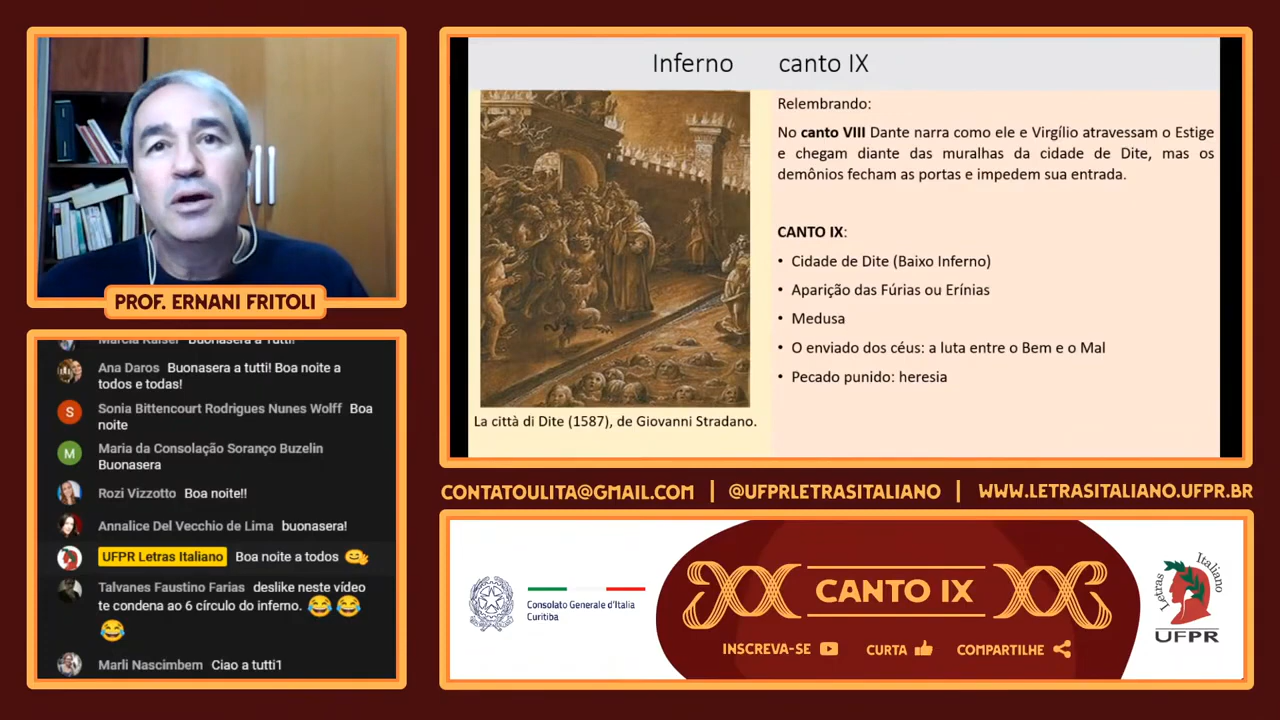 PROF. ERNANI FRITOLI
Marcia Kaiser Buonasera a Tutti!
Ana Daros Buonasera a tutti! Boa noite a
todos e todas!
S
Sonia Bittencourt Rodrigues Nunes Wolff Boa
noite
M
Maria da Consolação Soranço Buzelin
Buonasera
Rozi Vizzotto Boa noite!!
Annalice Del Vecchio de Lima buonasera!
UFPR Letras Italiano Boa noite a todos
Talvanes Faustino Farias deslike neste vídeo
te condena ao 6 círculo do inferno. 😂😂
😂
Marli Nascimbem Ciao a tutti1
Inferno canto IX
La città di Dite (1587), de Giovanni Stradano.
Relembrando:
No canto VIII Dante narra como ele e Virgílio atravessam o Estige
e chegam diante das muralhas da cidade de Dite, mas os
demônios fecham as portas e impedem sua entrada.
CANTO IX:
• Cidade de Dite (Baixo Inferno)
• Aparição das Fúrias ou Erínias
• Medusa
• O enviado dos céus: a luta entre o Bem e o Mal
• Pecado punido: heresia
CONTATOULITA@GMAIL.COM | @UFPRLETRASITALIANO | WWW.LETRASITALIANO.UFPR.BR
Consolato Generale d'Italia
Curitiba
CANTO IX
INSCREVA-SE CURTA COMPARTILHE
Letras Italiano
UFPR